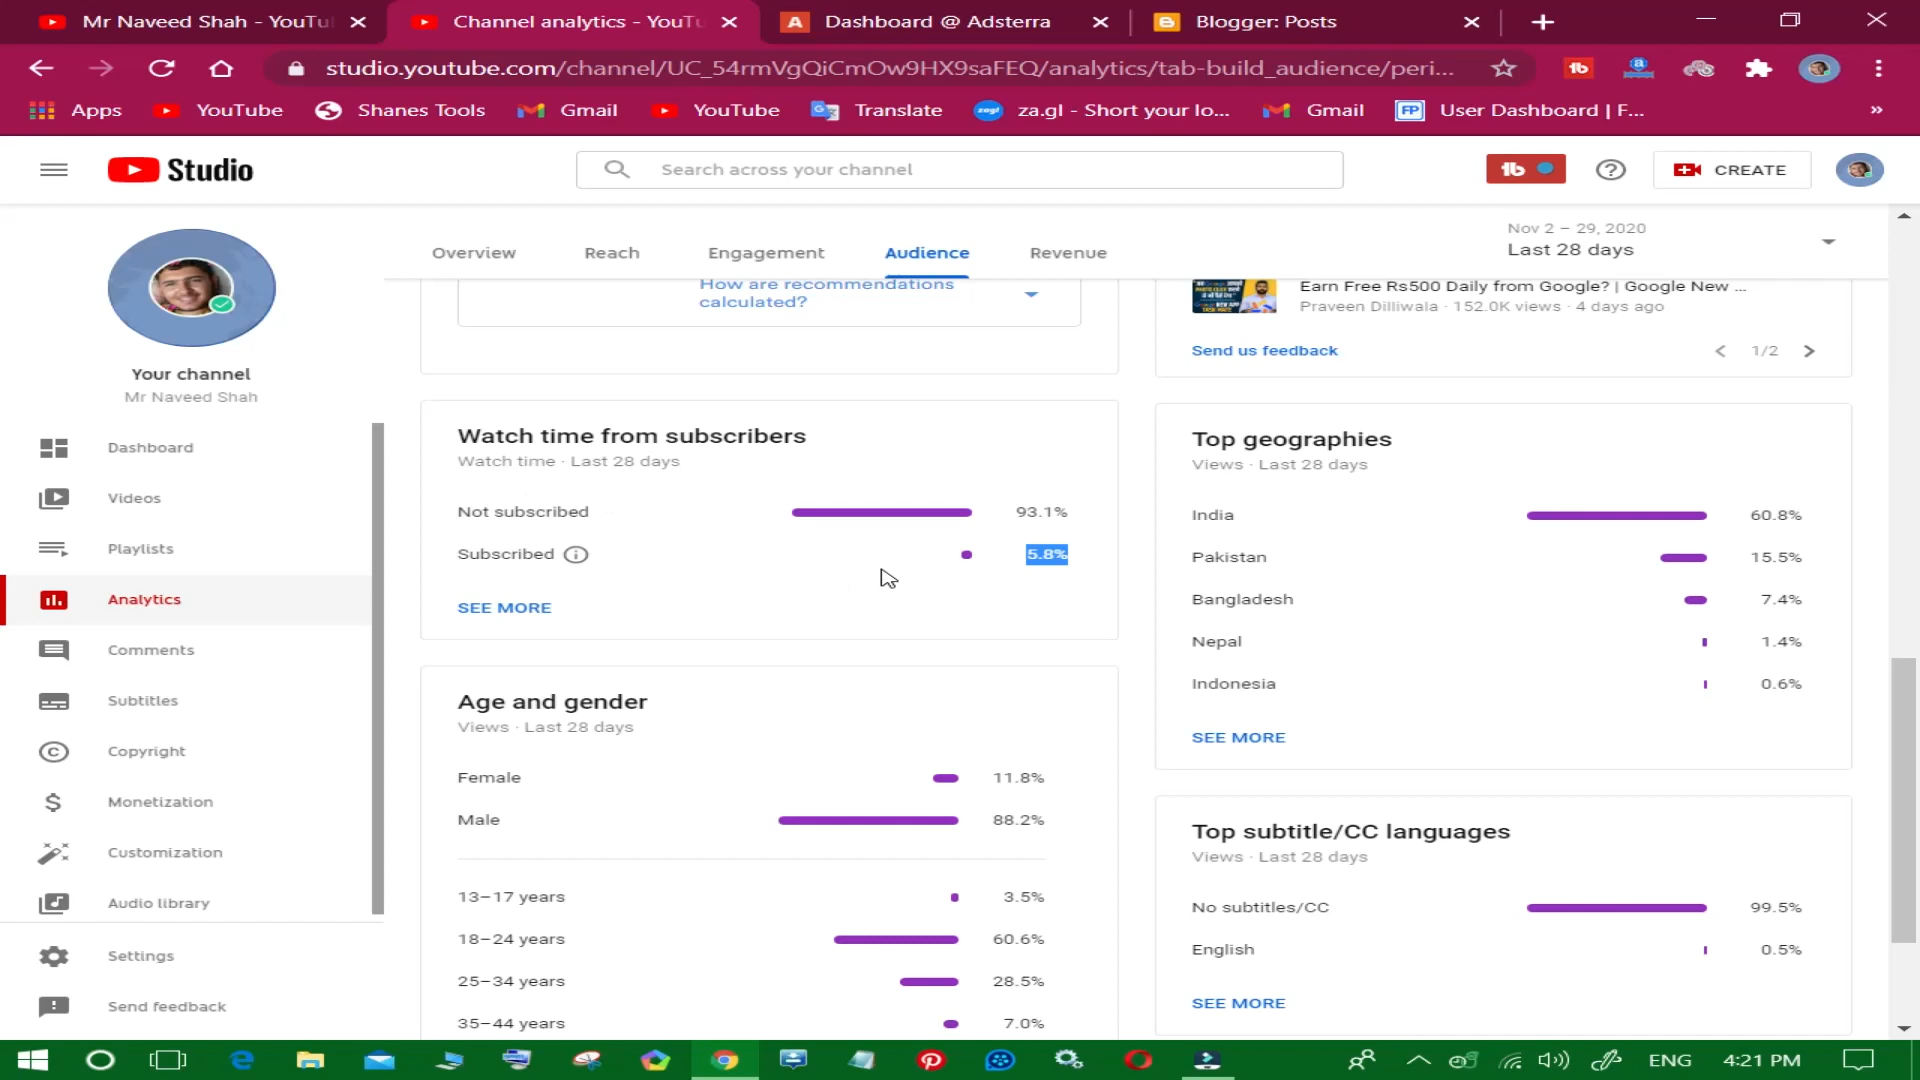 Mr Naveed Shah - YouTu
Channel analytics - YouTu
Dashboard @ Adsterra
Blogger: Posts
studio.youtube.com/channel/UC_54rmVgQiCmOw9HX9saFEQ/analytics/tab-build_audience/peri...
Apps
YouTube
Shanes Tools
Gmail
YouTube
Translate
za.gl - Short your lo...
Gmail
User Dashboard | F...
Studio
Search across your channel
CREATE
Your channel
Mr Naveed Shah
Dashboard
Videos
Playlists
Analytics
Comments
Subtitles
Copyright
Monetization
Customization
Audio library
Settings
Send feedback
Overview
Reach
Engagement
Audience
Revenue
Nov 2 – 29, 2020
Last 28 days
How are recommendations
calculated?
Earn Free Rs500 Daily from Google? | Google New ...
Praveen Dilliwala · 152.0K views · 4 days ago
Send us feedback
1/2
Watch time from subscribers
Watch time · Last 28 days
Not subscribed 93.1%
Subscribed 5.8%
SEE MORE
Age and gender
Views · Last 28 days
Female 11.8%
Male 88.2%
13–17 years 3.5%
18–24 years 60.6%
25–34 years 28.5%
35–44 years 7.0%
Top geographies
Views · Last 28 days
India 60.8%
Pakistan 15.5%
Bangladesh 7.4%
Nepal 1.4%
Indonesia 0.6%
SEE MORE
Top subtitle/CC languages
Views · Last 28 days
No subtitles/CC 99.5%
English 0.5%
SEE MORE
ENG
4:21 PM